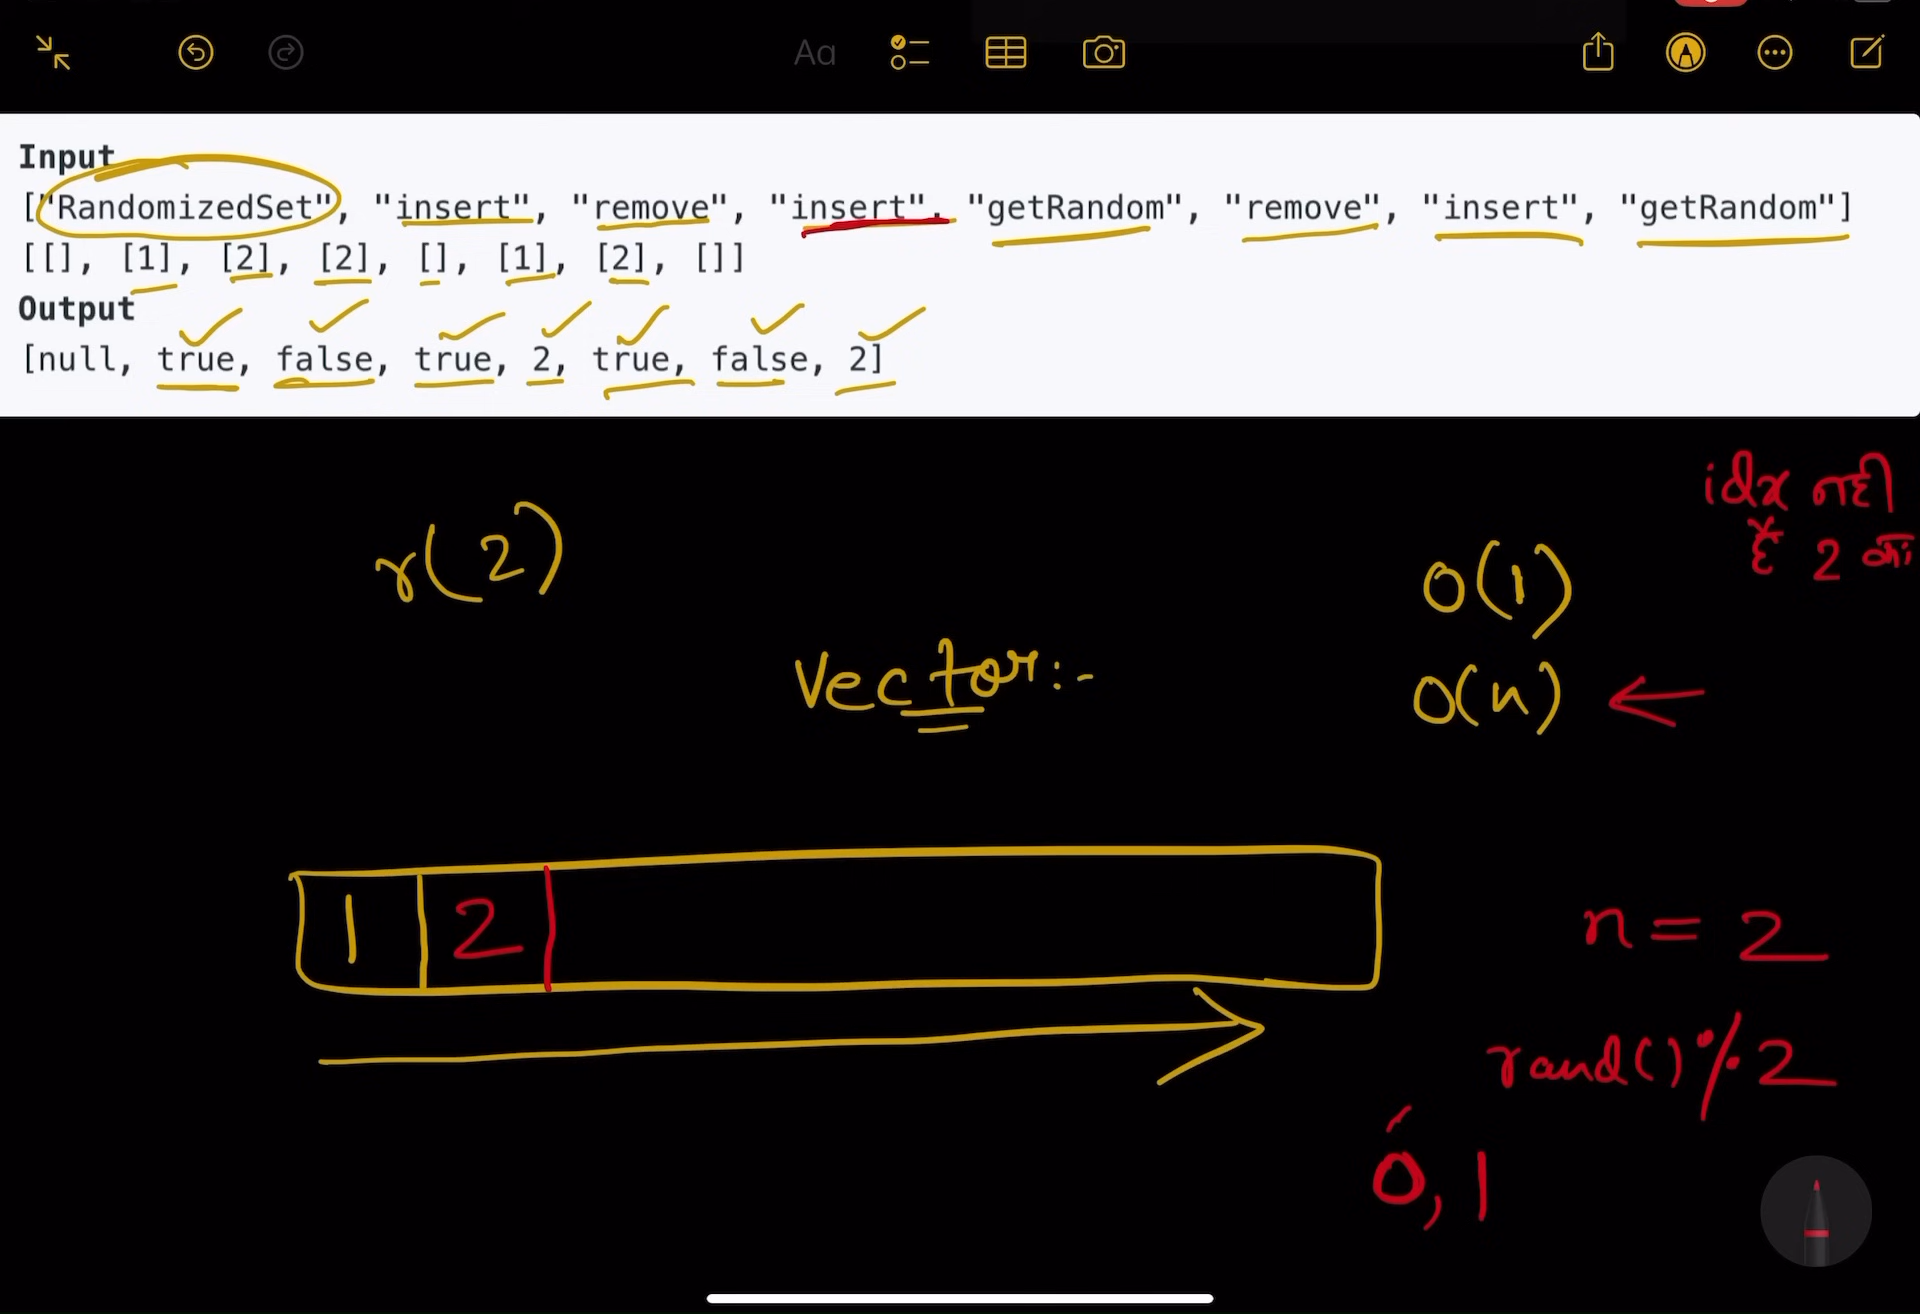 Aa
Input
["RandomizedSet", "insert", "remove", "insert", "getRandom", "remove", "insert", "getRandom"]
[[], [1], [2], [2], [], [1], [2], []]
Output
[null, true, false, true, 2, true, false, 2]
idx नही
है 2 का
r(2)
O(1)
Vector:-
O(n)
1 2
n = 2
rand()%2
0, 1